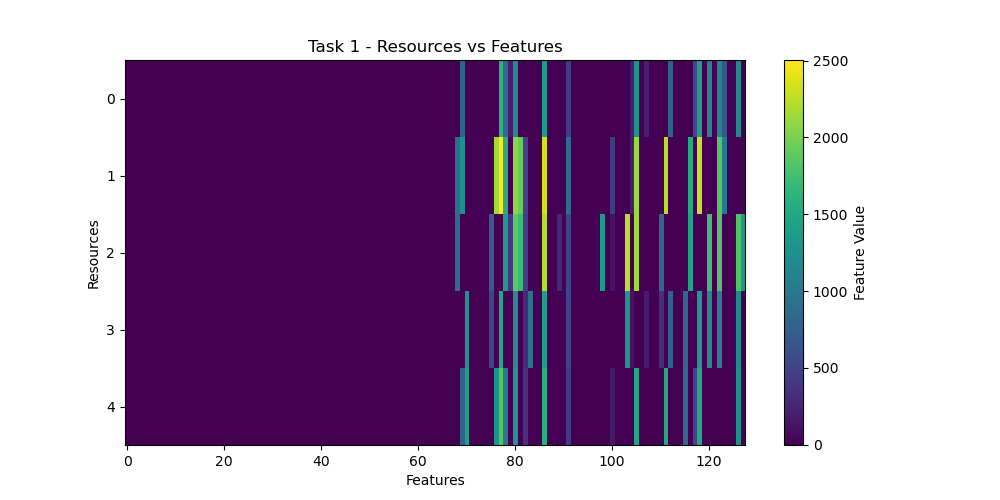 Task 1 - Resources vs Features
Resources
0
1
2
3
4
0 20 40 60 80 100 120
Features
2500
2000
1500
1000
500
0
Feature Value